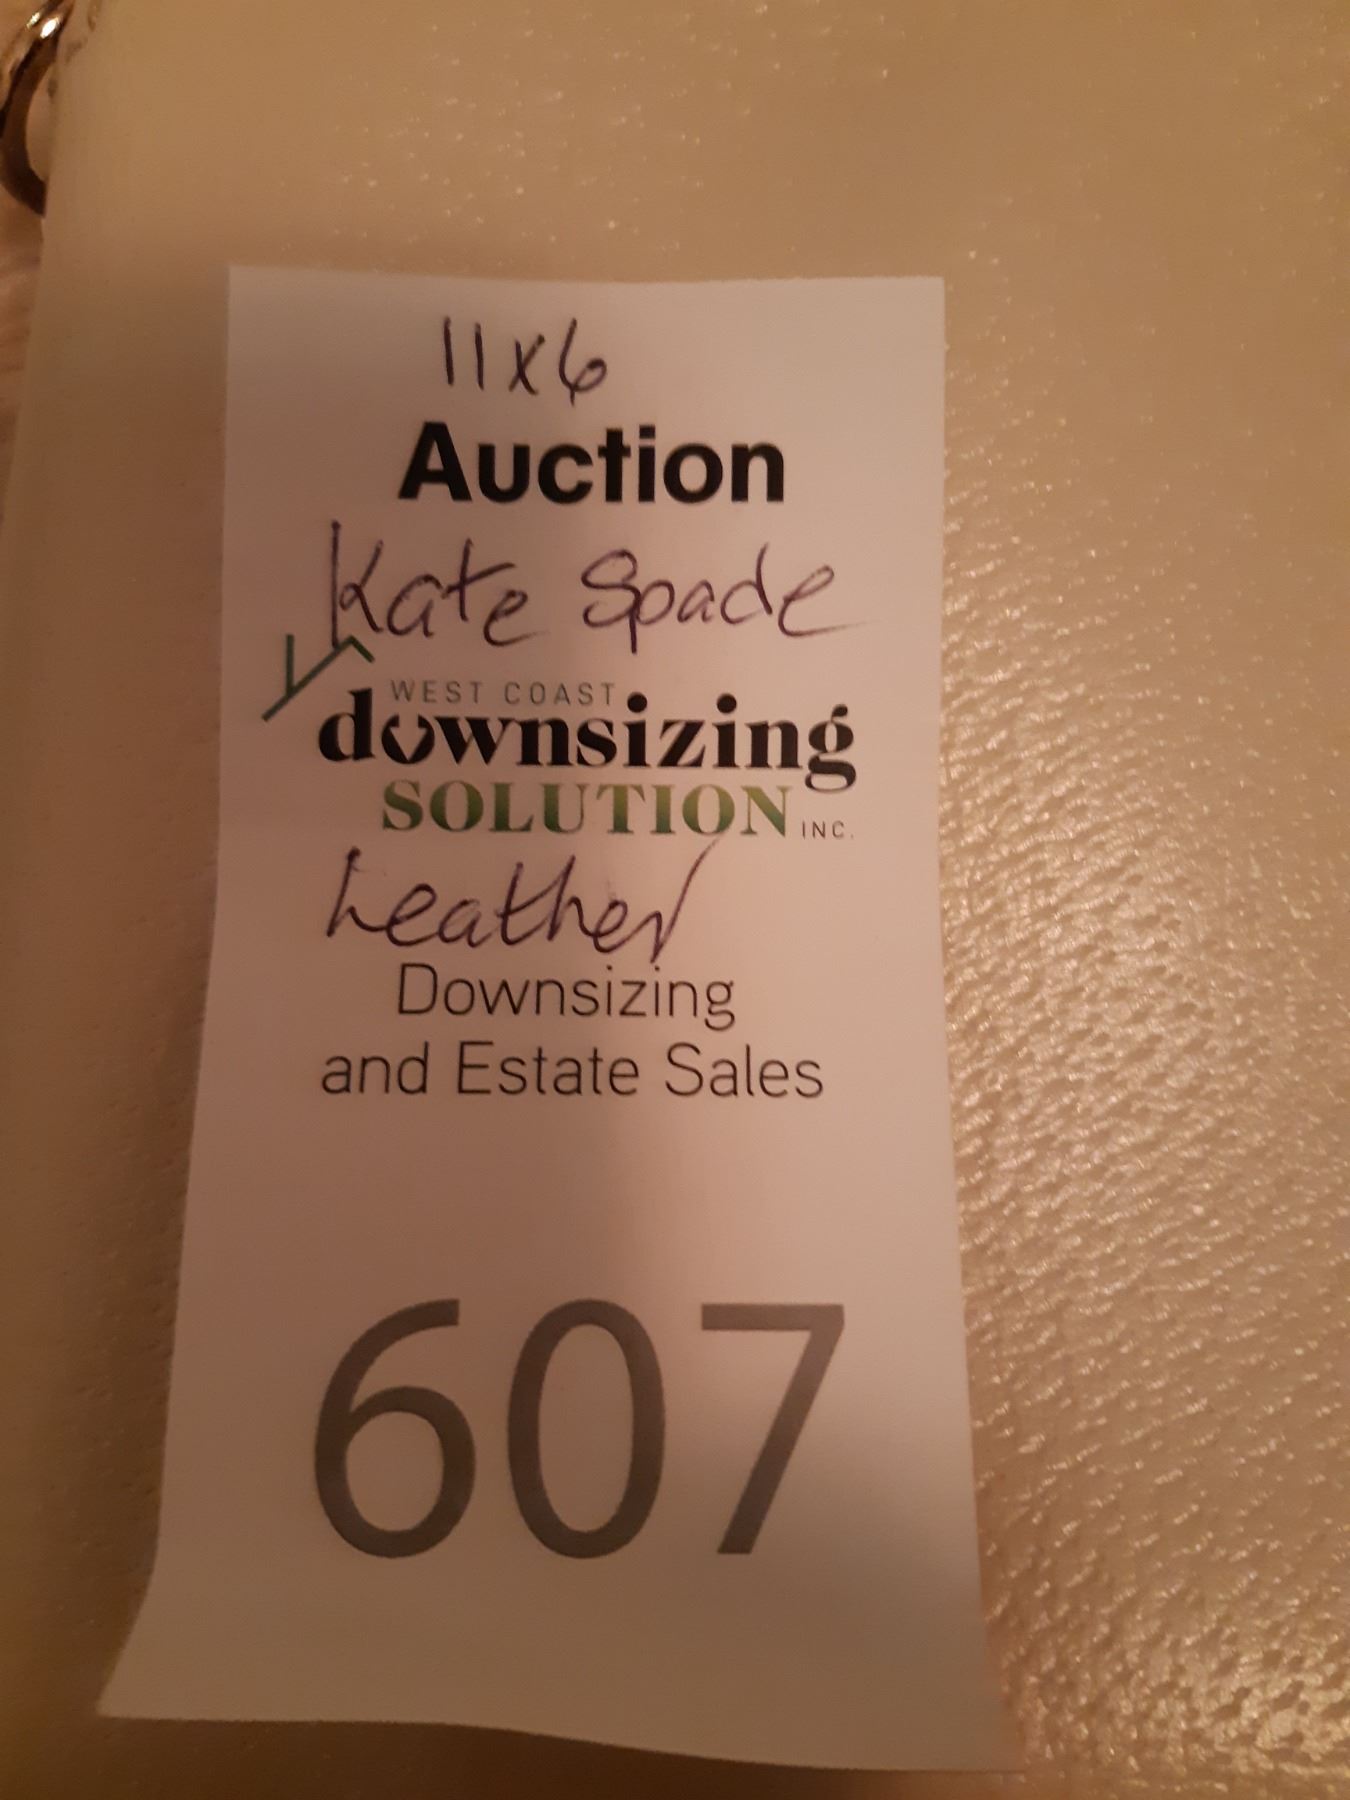 11x6
Auction
Kate Spade
WEST COAST
downsizing
SOLUTION INC.
Leather
Downsizing
and Estate Sales
607